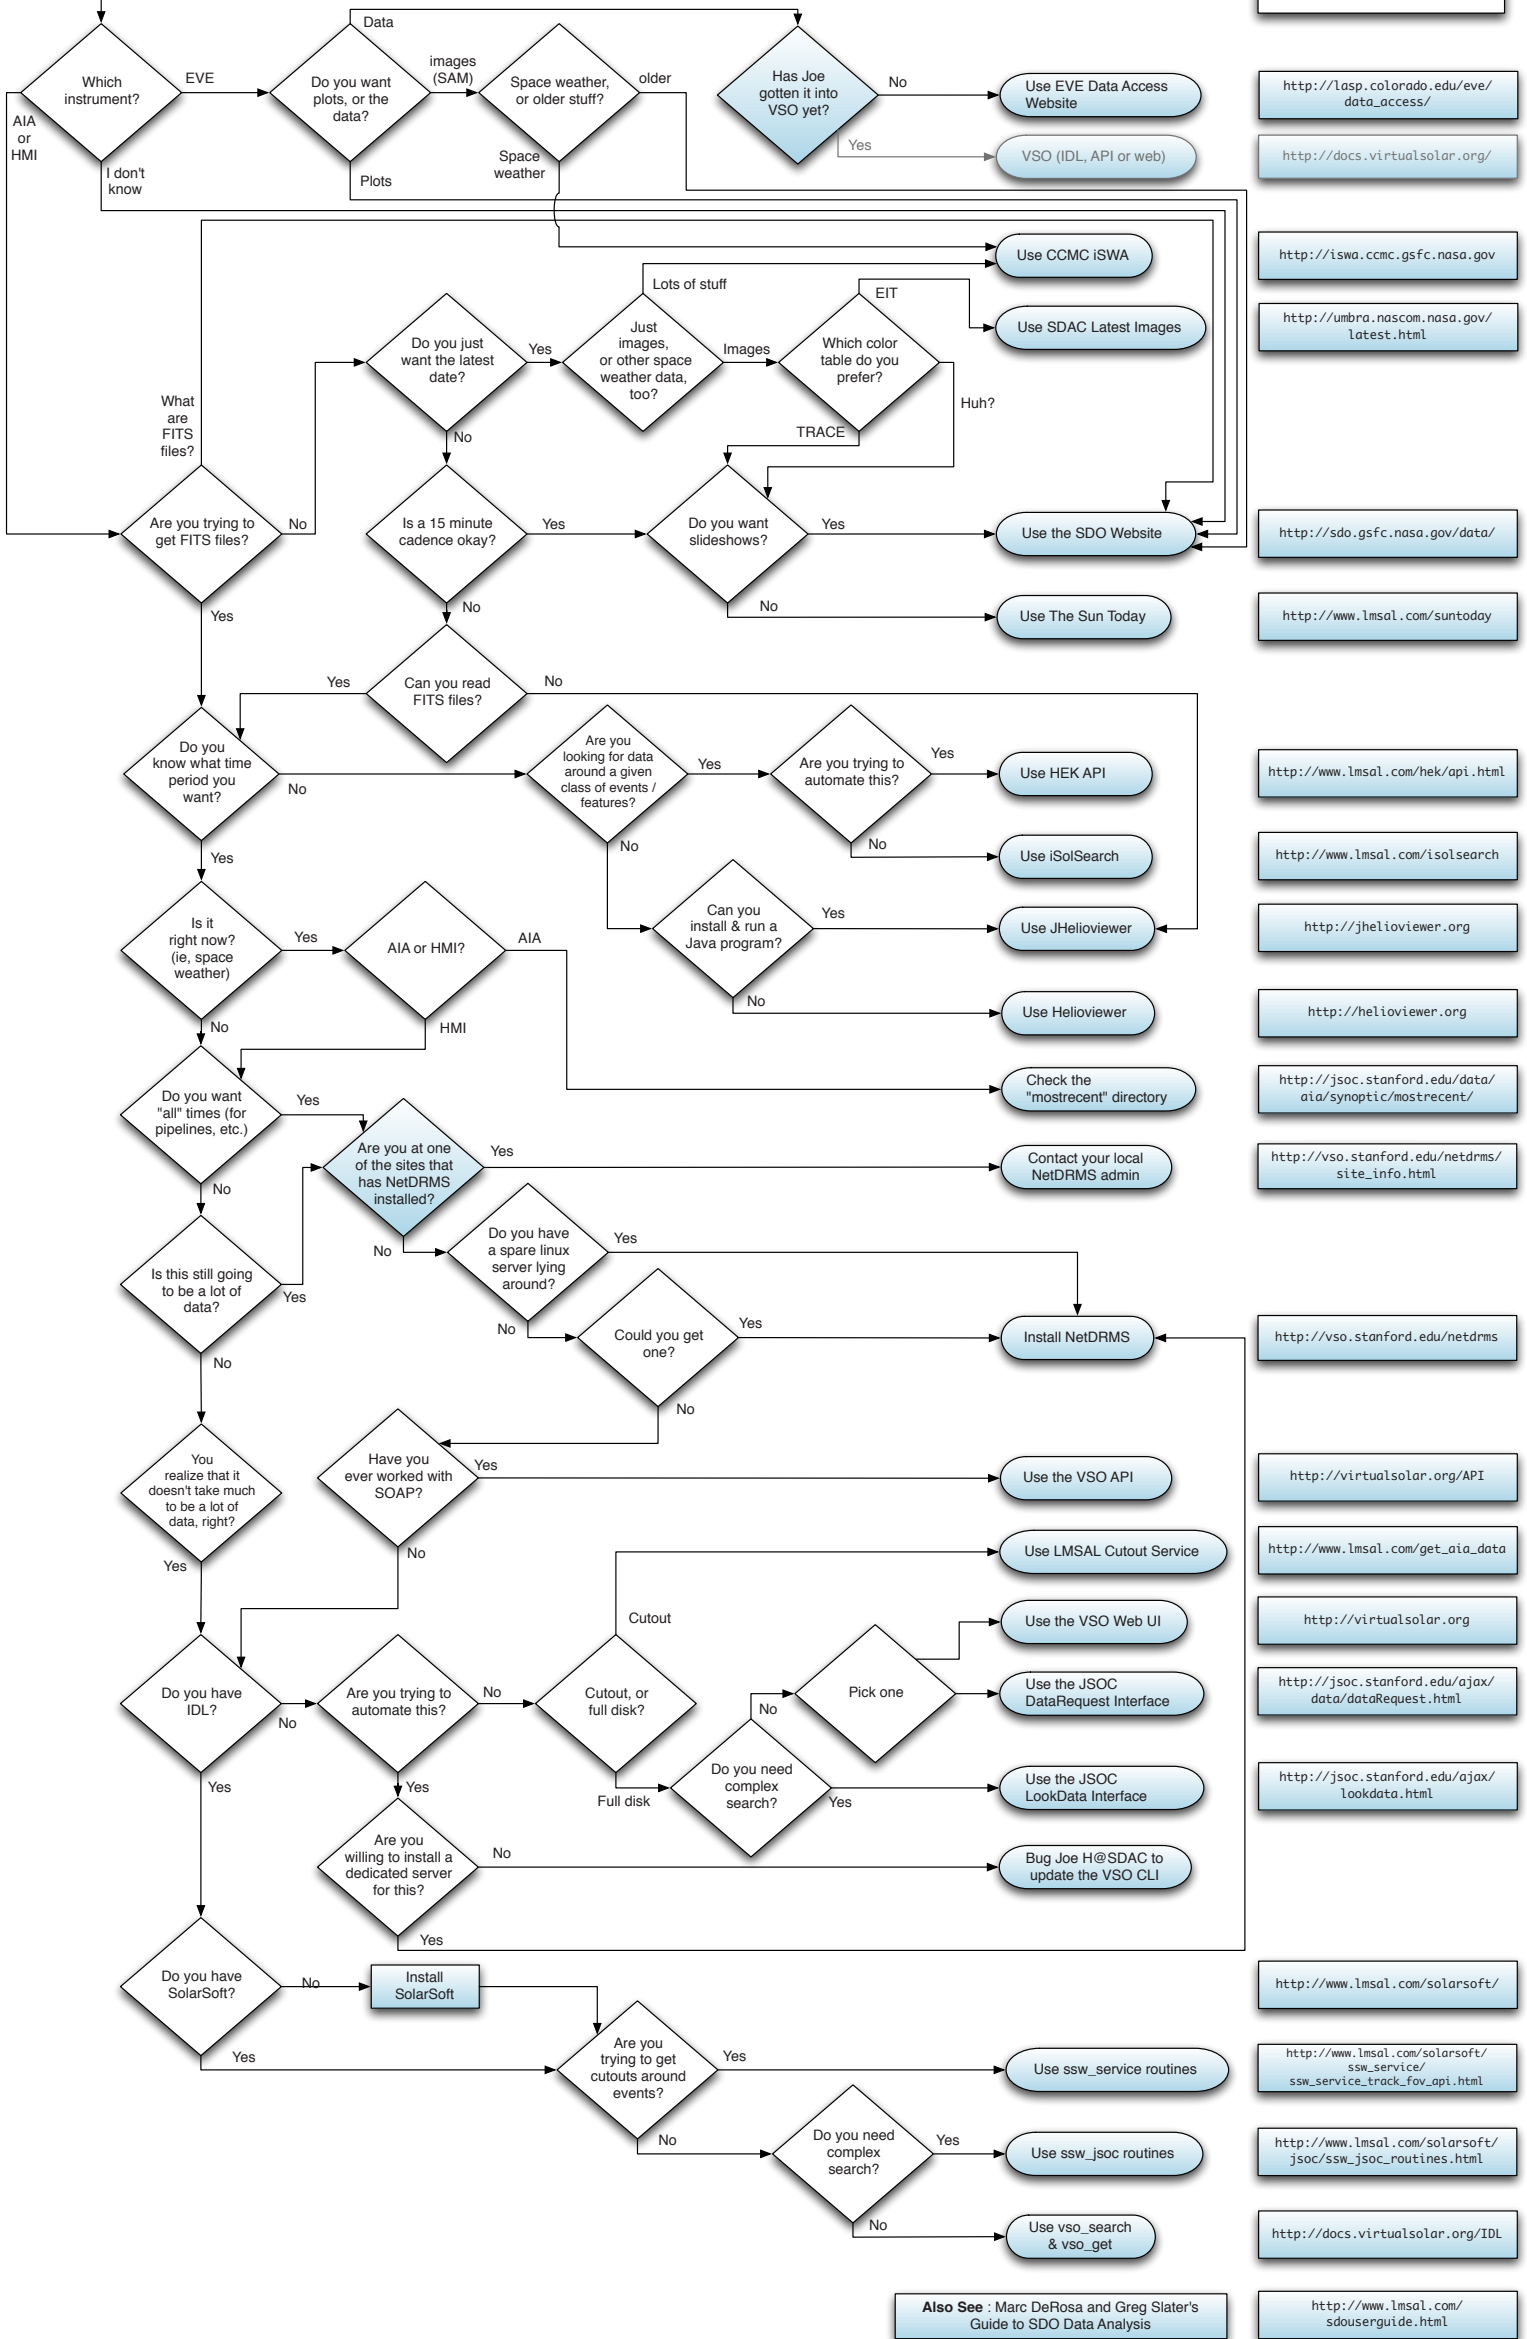 Data
Which
instrument?
EVE
Do you want
plots, or the
data?
images
(SAM)
Space weather,
or older stuff?
older
Has Joe
gotten it into
VSO yet?
No
Use EVE Data Access
Website
http://lasp.colorado.edu/eve/
data_access/
AIA
or
HMI
I don't
know
Plots
Space
weather
Yes
VSO (IDL, API or web)
http://docs.virtualsolar.org/
Use CCMC iSWA
http://iswa.ccmc.gsfc.nasa.gov
Lots of stuff
EIT
Do you just
want the latest
date?
Yes
Just
images,
or other space
weather data,
too?
Images
Which color
table do you
prefer?
Use SDAC Latest Images
http://umbra.nascom.nasa.gov/
latest.html
What
are
FITS
files?
No
TRACE
Huh?
Are you trying to
get FITS files?
No
Is a 15 minute
cadence okay?
Yes
Do you want
slideshows?
Yes
Use the SDO Website
http://sdo.gsfc.nasa.gov/data/
Yes
No
No
Use The Sun Today
http://www.lmsal.com/suntoday
Yes
Can you read
FITS files?
No
Do you
know what time
period you
want?
No
Are you
looking for data
around a given
class of events /
features?
Yes
Are you trying to
automate this?
Yes
Use HEK API
http://www.lmsal.com/hek/api.html
Yes
No
No
Use iSolSearch
http://www.lmsal.com/isolsearch
Is it
right now?
(ie, space
weather)
Yes
AIA or HMI?
AIA
Can you
install & run a
Java program?
Yes
Use JHelioviewer
http://jhelioviewer.org
No
HMI
No
Use Helioviewer
http://helioviewer.org
Do you want
"all" times (for
pipelines, etc.)
Yes
Check the
"mostrecent" directory
http://jsoc.stanford.edu/data/
aia/synoptic/mostrecent/
No
Are you at one
of the sites that
has NetDRMS
installed?
Yes
Contact your local
NetDRMS admin
http://vso.stanford.edu/netdrms/
site_info.html
No
Do you have
a spare linux
server lying
around?
Yes
Is this still going
to be a lot of
data?
Yes
No
Could you get
one?
Yes
Install NetDRMS
http://vso.stanford.edu/netdrms
No
No
You
realize that it
doesn't take much
to be a lot of
data, right?
Have you
ever worked with
SOAP?
Yes
Use the VSO API
http://virtualsolar.org/API
Yes
No
Use LMSAL Cutout Service
http://www.lmsal.com/get_aia_data
Cutout
Use the VSO Web UI
http://virtualsolar.org
Do you have
IDL?
No
Are you trying to
automate this?
No
Cutout, or
full disk?
No
Pick one
Use the JSOC
DataRequest Interface
http://jsoc.stanford.edu/ajax/
data/dataRequest.html
Yes
Yes
Full disk
Do you need
complex
search?
Yes
Use the JSOC
LookData Interface
http://jsoc.stanford.edu/ajax/
lookdata.html
Are you
willing to install a
dedicated server
for this?
No
Bug Joe H@SDAC to
update the VSO CLI
Yes
Do you have
SolarSoft?
No
Install
SolarSoft
http://www.lmsal.com/solarsoft/
Yes
Are you
trying to get
cutouts around
events?
Yes
Use ssw_service routines
http://www.lmsal.com/solarsoft/
ssw_service/
ssw_service_track_fov_api.html
No
Do you need
complex
search?
Yes
Use ssw_jsoc routines
http://www.lmsal.com/solarsoft/
jsoc/ssw_jsoc_routines.html
No
Use vso_search
& vso_get
http://docs.virtualsolar.org/IDL
Also See : Marc DeRosa and Greg Slater's
Guide to SDO Data Analysis
http://www.lmsal.com/
sdouserguide.html